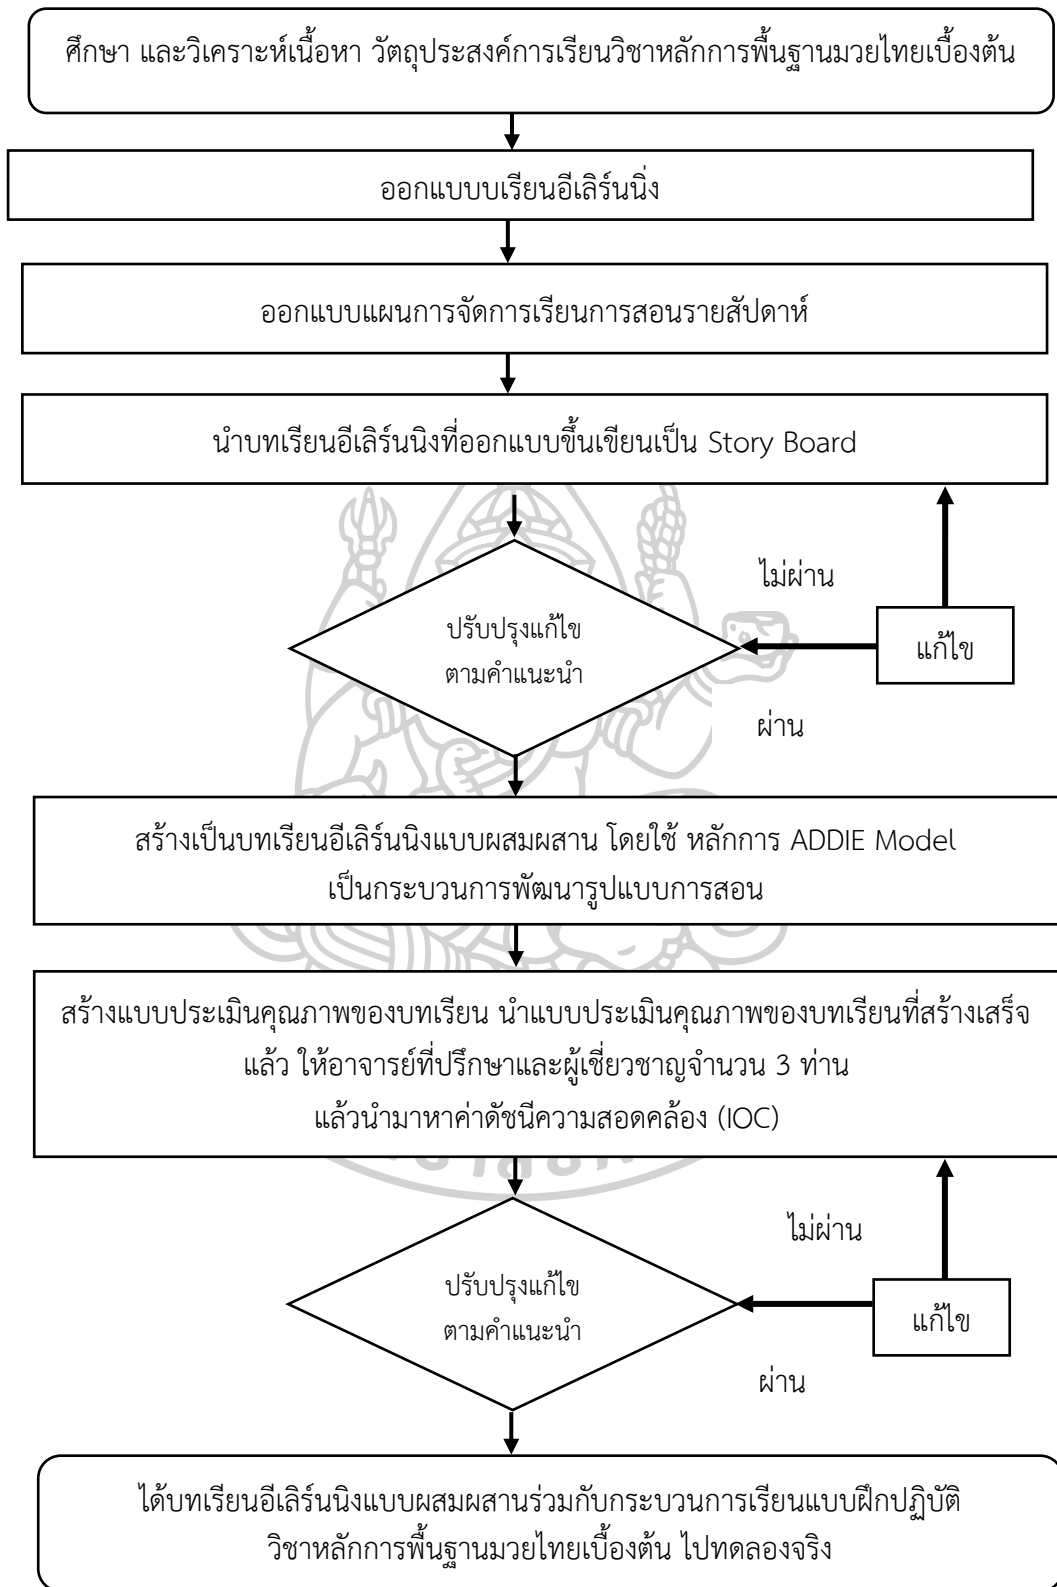 ศึกษา และวิเคราะห์เนื้อหา วัตถุประสงค์การเรียนวิชาหลักการพื้นฐานมวยไทยเบื้องต้น
ออกแบบบเรียนอีเลิร์นนิ่ง
ออกแบบแผนการจัดการเรียนการสอนรายสัปดาห์
นำบทเรียนอีเลิร์นนิงที่ออกแบบขึ้นเขียนเป็น Story Board
ไม่ผ่าน
ปรับปรุงแก้ไข
ตามคำแนะนำ
แก้ไข
ผ่าน
สร้างเป็นบทเรียนอีเลิร์นนิงแบบผสมผสาน โดยใช้ หลักการ ADDIE Model
เป็นกระบวนการพัฒนารูปแบบการสอน
สร้างแบบประเมินคุณภาพของบทเรียน นำแบบประเมินคุณภาพของบทเรียนที่สร้างเสร็จ
แล้ว ให้อาจารย์ที่ปรึกษาและผู้เชี่ยวชาญจำนวน 3 ท่าน
แล้วนำมาหาค่าดัชนีความสอดคล้อง (IOC)
ไม่ผ่าน
ปรับปรุงแก้ไข
ตามคำแนะนำ
แก้ไข
ผ่าน
ได้บทเรียนอีเลิร์นนิงแบบผสมผสานร่วมกับกระบวนการเรียนแบบฝึกปฏิบัติ
วิชาหลักการพื้นฐานมวยไทยเบื้องต้น ไปทดลองจริง